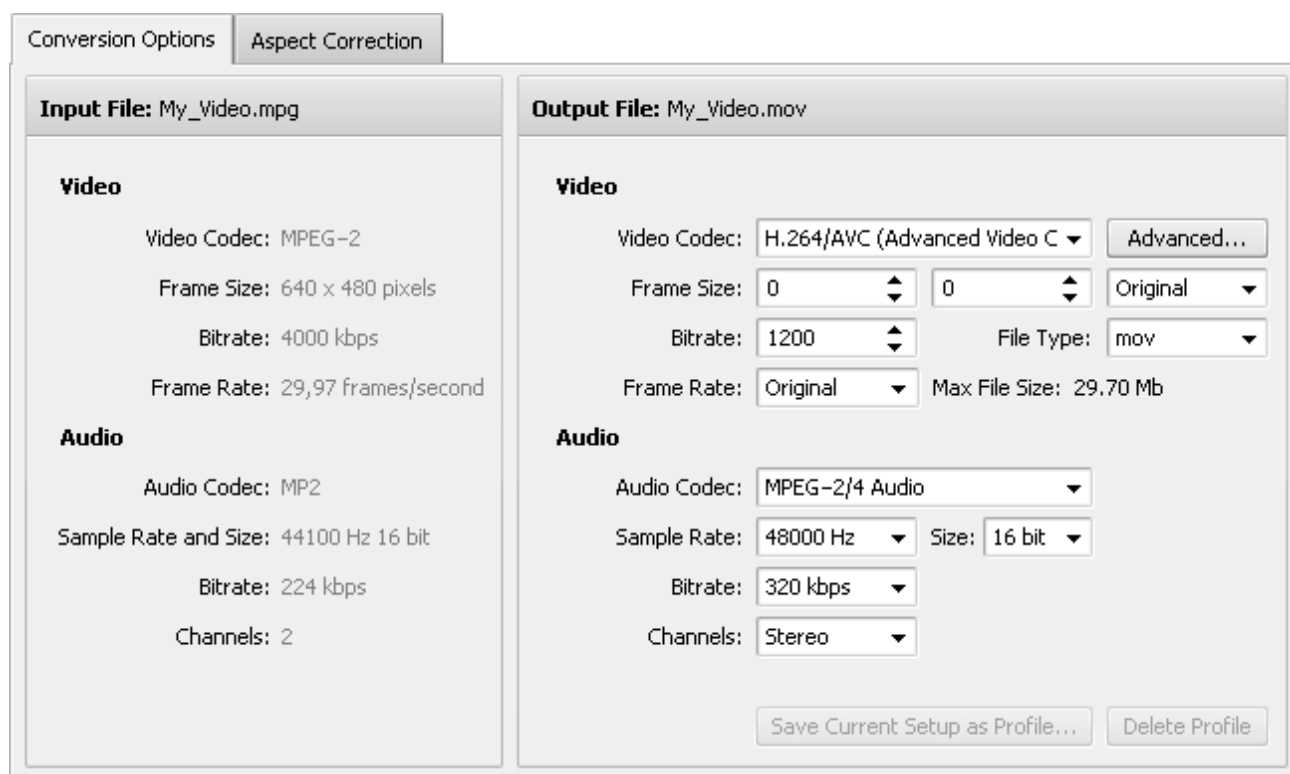 Conversion Options Aspect Correction
Input File: My_Video.mpg
Video
Video Codec: MPEG-2
Frame Size: 640 x 480 pixels
Bitrate: 4000 kbps
Frame Rate: 29,97 frames/second
Audio
Audio Codec: MP2
Sample Rate and Size: 44100 Hz 16 bit
Bitrate: 224 kbps
Channels: 2
Output File: My_Video.mov
Video
Video Codec: H.264/AVC (Advanced Video C Advanced...
Frame Size: 0 0 Original
Bitrate: 1200 File Type: mov
Frame Rate: Original Max File Size: 29.70 Mb
Audio
Audio Codec: MPEG-2/4 Audio
Sample Rate: 48000 Hz Size: 16 bit
Bitrate: 320 kbps
Channels: Stereo
Save Current Setup as Profile... Delete Profile